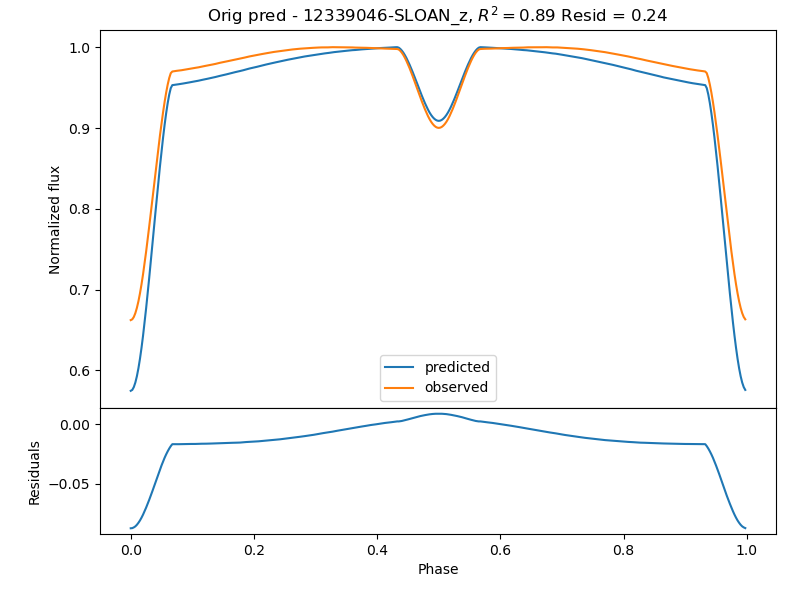 Orig pred - 12339046-SLOAN_z, R² = 0.89 Resid = 0.24
1.0
0.9
0.8
0.7
0.6
Normalized flux
predicted
observed
0.00
−0.05
Residuals
0.0 0.2 0.4 0.6 0.8 1.0
Phase